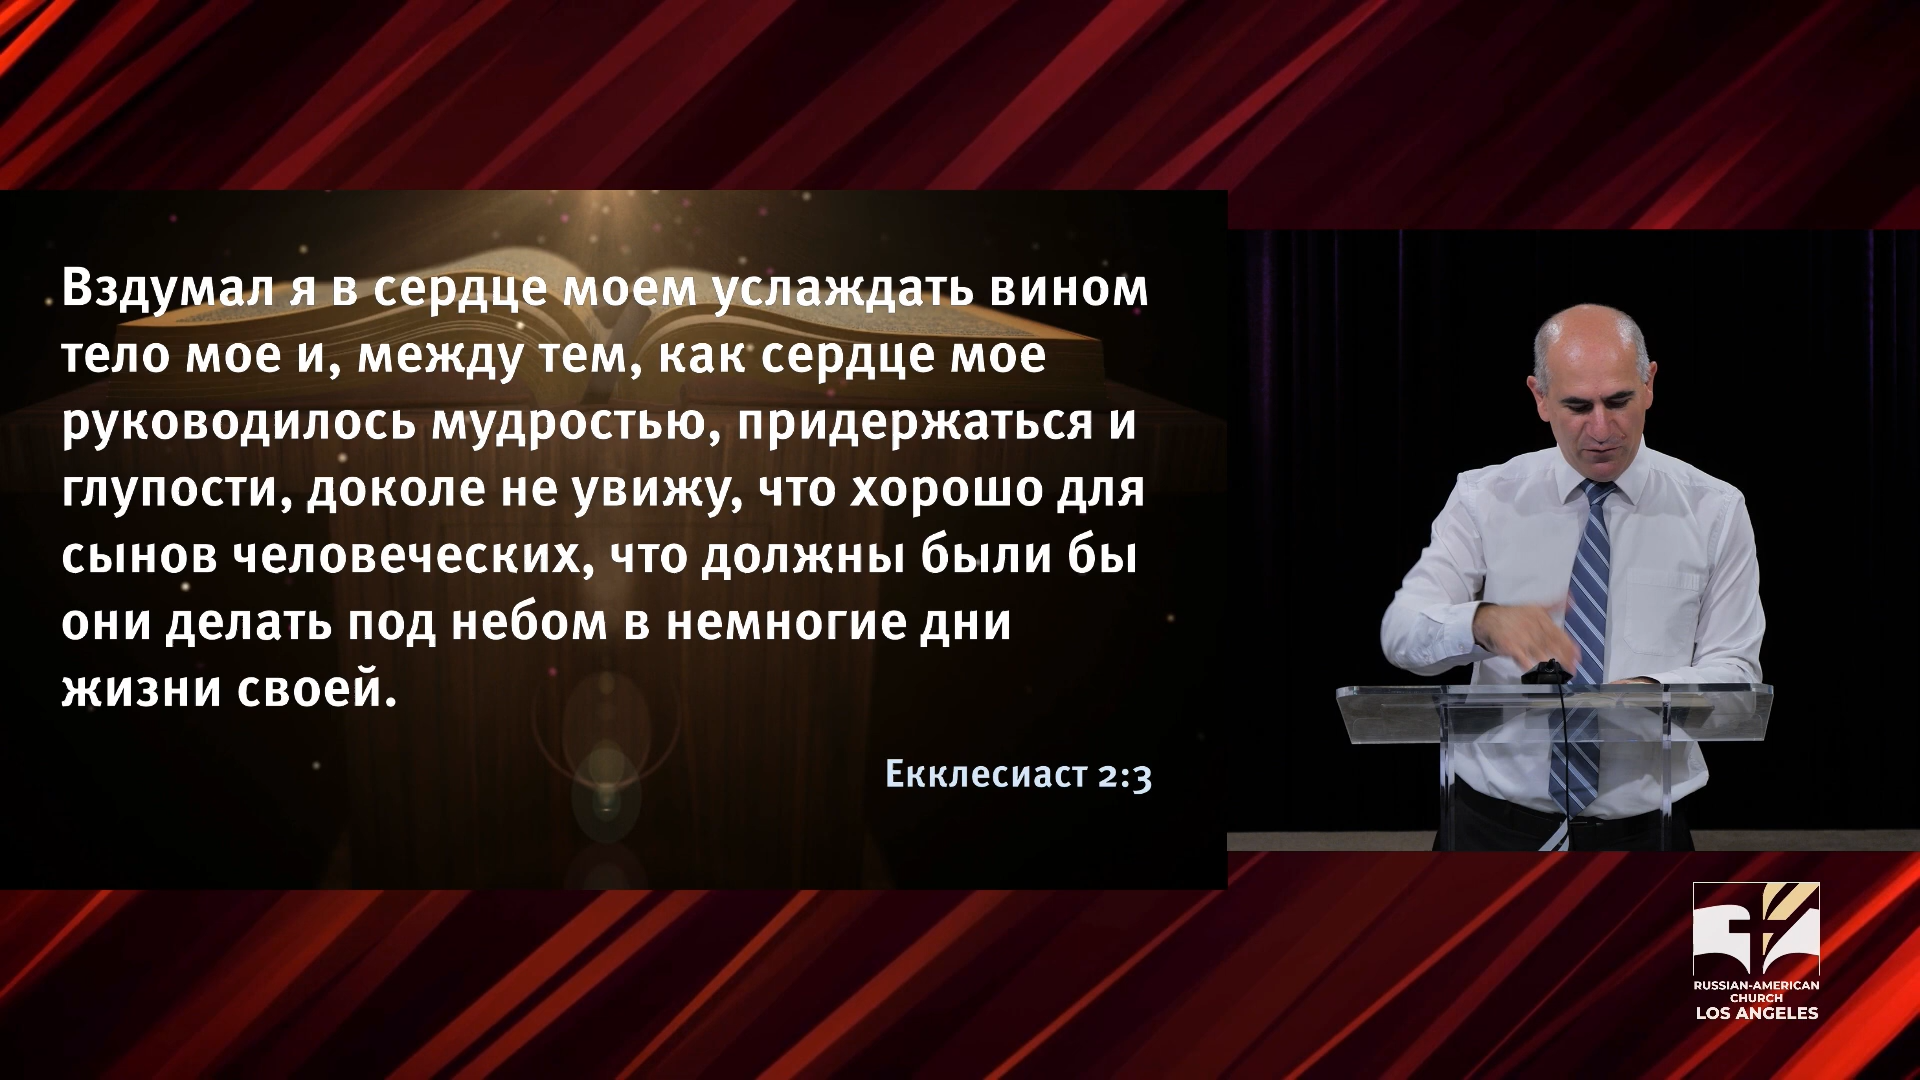 Вздумал я в сердце моем услаждать вином
тело мое и, между тем, как сердце мое
руководилось мудростью, придержаться и
глупости, доколе не увижу, что хорошо для
сынов человеческих, что должны были бы
они делать под небом в немногие дни
жизни своей.
Екклесиаст 2:3
RUSSIAN-AMERICAN
CHURCH
LOS ANGELES